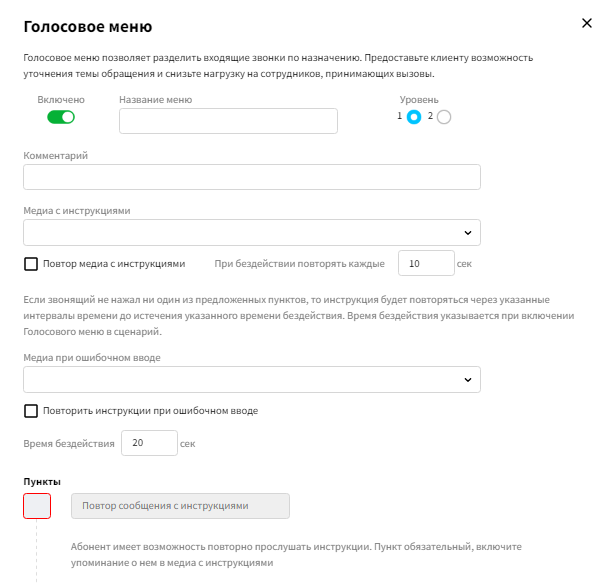 Голосовое меню
Голосовое меню позволяет разделить входящие звонки по назначению. Предоставьте клиенту возможность
уточнения темы обращения и снизьте нагрузку на сотрудников, принимающих вызовы.
Включено Название меню Уровень
1 2
Комментарий
Медиа с инструкциями
Повтор медиа с инструкциями При бездействии повторять каждые 10 сек
Если звонящий не нажал ни один из предложенных пунктов, то инструкция будет повторяться через указанные
интервалы времени до истечения указанного времени бездействия. Время бездействия указывается при включении
Голосового меню в сценарий.
Медиа при ошибочном вводе
Повторить инструкции при ошибочном вводе
Время бездействия 20 сек
Пункты
Повтор сообщения с инструкциями
Абонент имеет возможность повторно прослушать инструкции. Пункт обязательный, включите
упоминание о нем в медиа с инструкциями